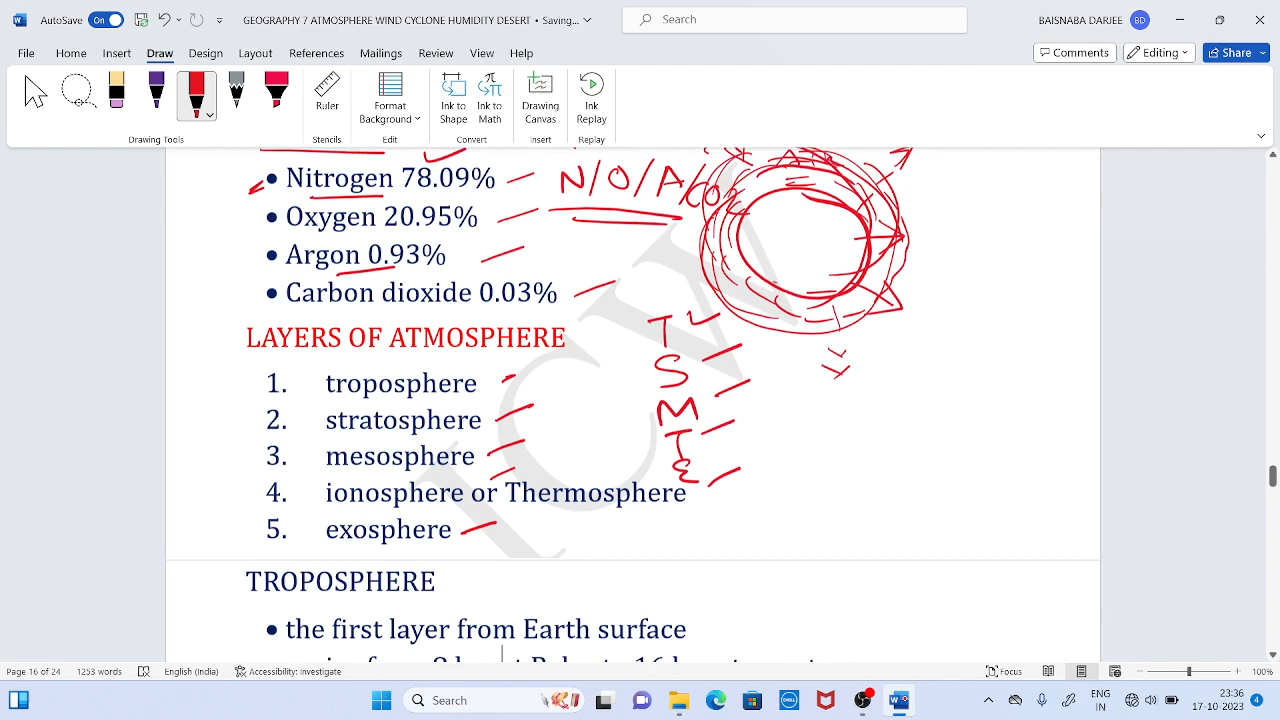 AutoSave On GEOGRAPHY 7 ATMOSPHERE WIND CYCLONE HUMIDITY DESERT • Saving... Search BAISNABA DARJEE BD
File Home Insert Draw Design Layout References Mailings Review View Help Comments Editing Share
Ruler Format Background Ink to Shape Ink to Math Drawing Canvas Ink Replay
Drawing Tools Stencils Edit Convert Insert Replay
• Nitrogen 78.09% N/O/A/CO2
• Oxygen 20.95%
• Argon 0.93%
• Carbon dioxide 0.03%
LAYERS OF ATMOSPHERE
T
S
M
T
E
1. troposphere
2. stratosphere
3. mesosphere
4. ionosphere or Thermosphere
5. exosphere
ICW
TROPOSPHERE
• the first layer from Earth surface
Page 16 of 24 1253 words English (India) Accessibility: Investigate Focus 100%
Search DELL ENG IN 23:36 17-10-2023 4